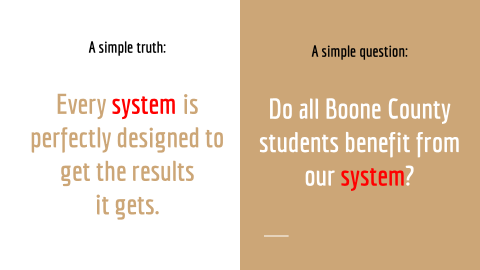 A simple truth:
Every system is
perfectly designed to
get the results
it gets.
A simple question:
Do all Boone County
students benefit from
our system?